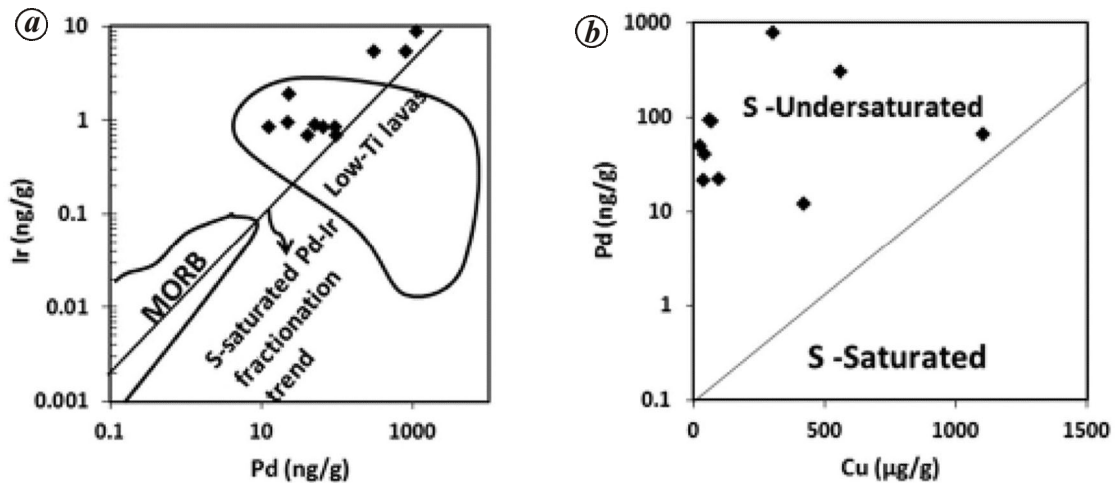 a
10
1
0.1
0.01
0.001
Ir (ng/g)
0.1
10
1000
Pd (ng/g)
MORB
Low-Ti lavas
S-saturated Pd-Ir
fractionation
trend
b
1000
100
10
1
0.1
Pd (ng/g)
0
500
1000
1500
Cu (µg/g)
S -Undersaturated
S -Saturated